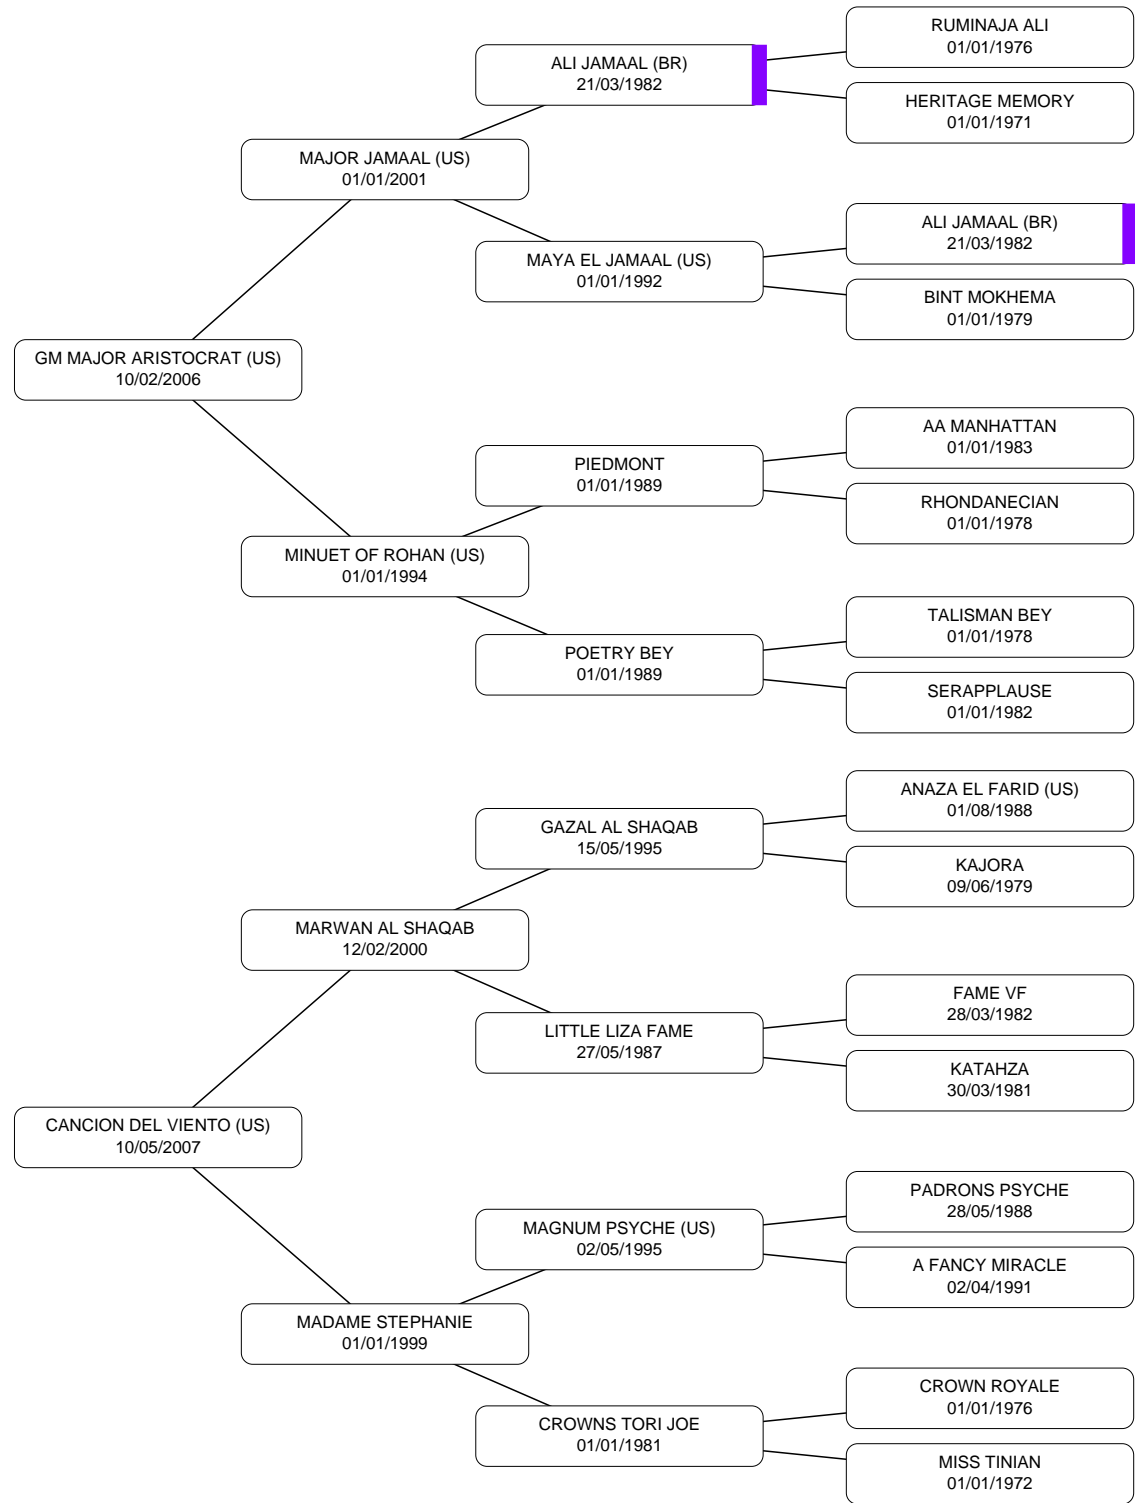 RUMINAJA ALI
01/01/1976
ALI JAMAAL (BR)
21/03/1982
HERITAGE MEMORY
01/01/1971
MAJOR JAMAAL (US)
01/01/2001
ALI JAMAAL (BR)
21/03/1982
MAYA EL JAMAAL (US)
01/01/1992
BINT MOKHEMA
01/01/1979
GM MAJOR ARISTOCRAT (US)
10/02/2006
AA MANHATTAN
01/01/1983
PIEDMONT
01/01/1989
RHONDANECIAN
01/01/1978
MINUET OF ROHAN (US)
01/01/1994
TALISMAN BEY
01/01/1978
POETRY BEY
01/01/1989
SERAPPLAUSE
01/01/1982
ANAZA EL FARID (US)
01/08/1988
GAZAL AL SHAQAB
15/05/1995
KAJORA
09/06/1979
MARWAN AL SHAQAB
12/02/2000
FAME VF
28/03/1982
LITTLE LIZA FAME
27/05/1987
KATAHZA
30/03/1981
CANCION DEL VIENTO (US)
10/05/2007
PADRONS PSYCHE
28/05/1988
MAGNUM PSYCHE (US)
02/05/1995
A FANCY MIRACLE
02/04/1991
MADAME STEPHANIE
01/01/1999
CROWN ROYALE
01/01/1976
CROWNS TORI JOE
01/01/1981
MISS TINIAN
01/01/1972